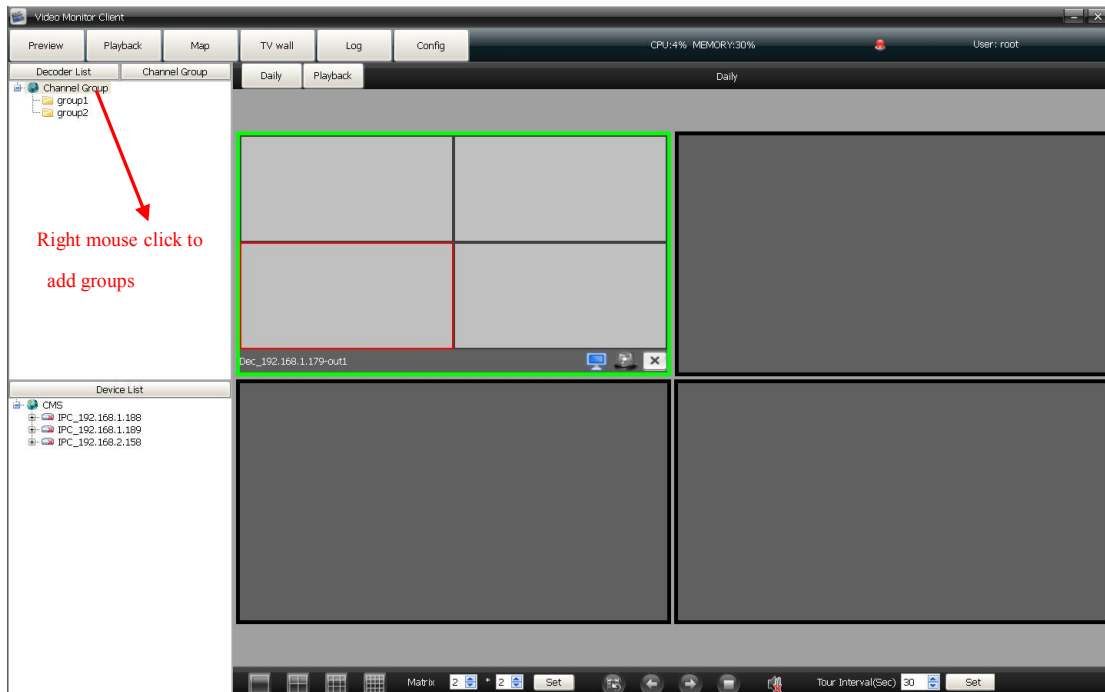 Video Monitor Client
Preview Playback Map TV wall Log Config CPU:4% MEMORY:30% User: root
Decoder List Channel Group Daily Playback Daily
Channel Group
group1
group2
Right mouse click to
add groups
Dec_192.168.1.179-out1
Device List
CMS
IPC_192.168.1.188
IPC_192.168.1.189
IPC_192.168.2.158
Matrix 2 * 2 Set Tour Interval(Sec) 30 Set